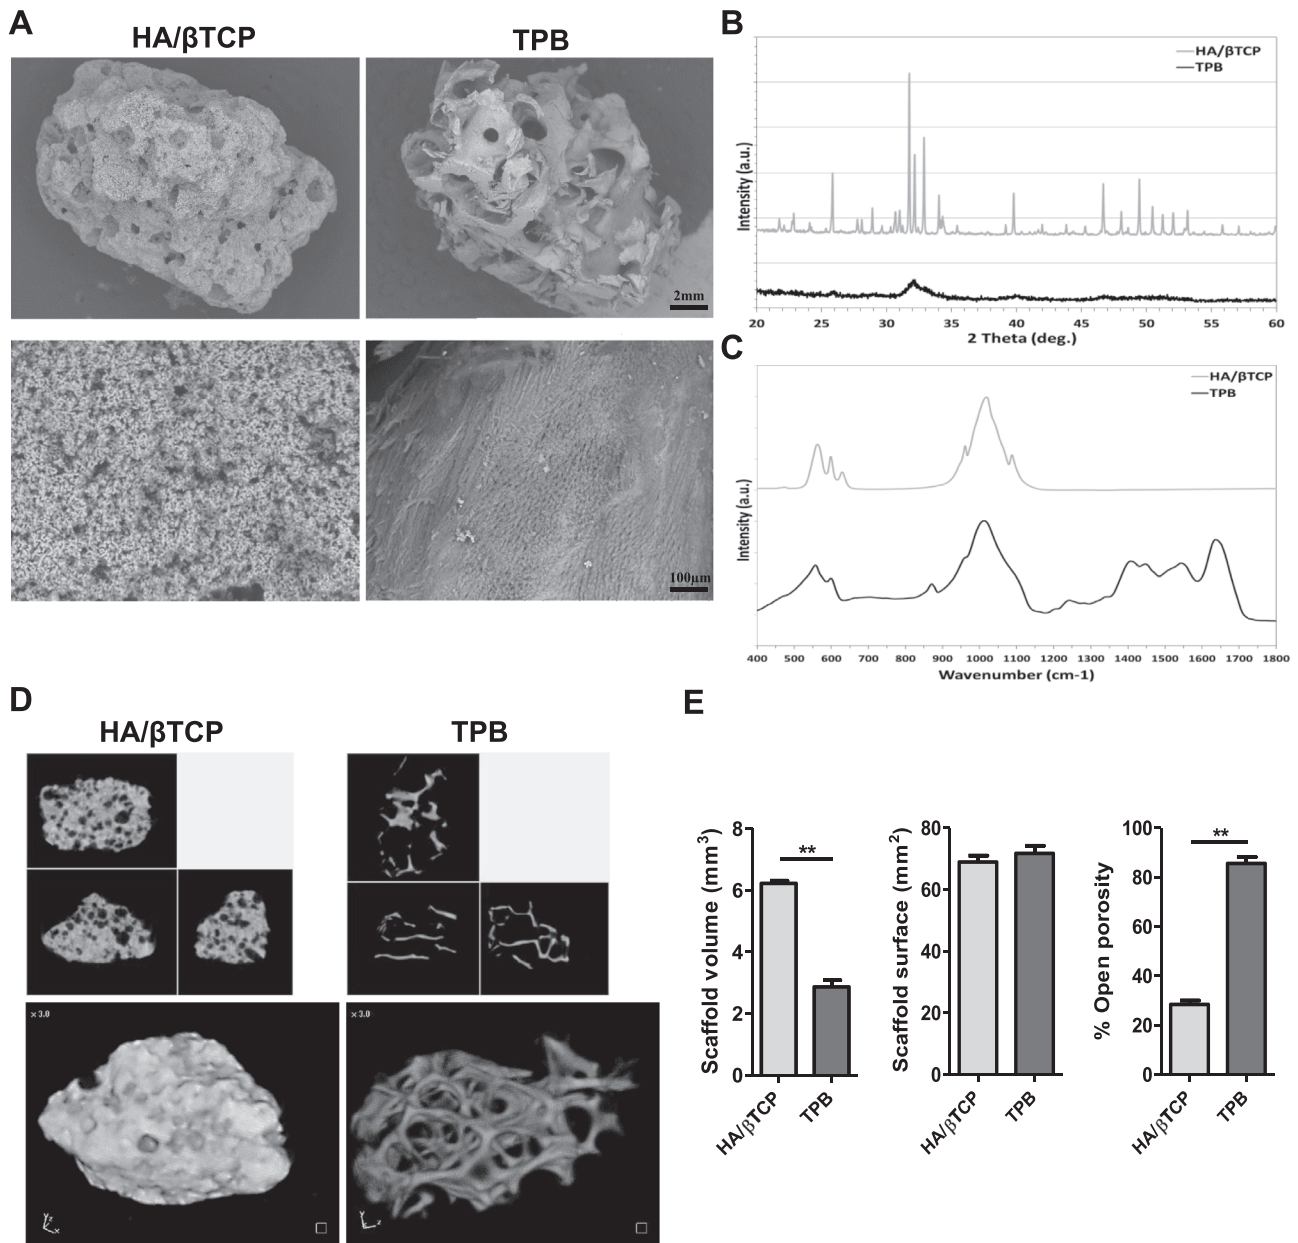 A
HA/βTCP
TPB
2mm
100μm
B
HA/βTCP
TPB
Intensity (a.u.)
20 25 30 35 40 45 50 55 60
2 Theta (deg.)
C
HA/βTCP
TPB
Intensity (a.u.)
400 500 600 700 800 900 1000 1100 1200 1300 1400 1500 1600 1700 1800
Wavenumber (cm-1)
D
HA/βTCP
TPB
×3.0
×3.0
Y
Z
X
Y
Z
E
Scaffold volume (mm³)
8
6
4
2
0
**
HA/βTCP
TPB
Scaffold surface (mm²)
80
60
40
20
0
HA/βTCP
TPB
% Open porosity
100
80
60
40
20
0
**
HA/βTCP
TPB